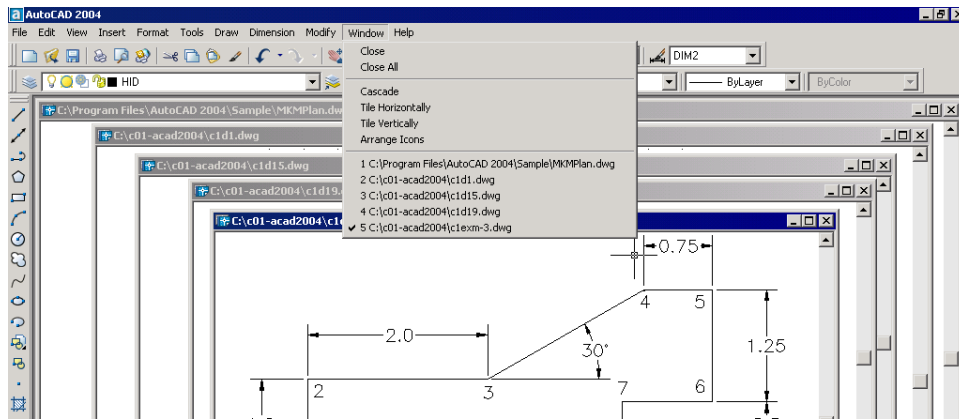 a AutoCAD 2004
File Edit View Insert Format Tools Draw Dimension Modify Window Help
DIM2
HID
ByLayer
ByColor
Close
Close All
Cascade
Tile Horizontally
Tile Vertically
Arrange Icons
1 C:\Program Files\AutoCAD 2004\Sample\MKMPlan.dwg
2 C:\c01-acad2004\c1d1.dwg
3 C:\c01-acad2004\c1d15.dwg
4 C:\c01-acad2004\c1d19.dwg
5 C:\c01-acad2004\c1exm-3.dwg
C:\Program Files\AutoCAD 2004\Sample\MKMPlan.dw
C:\c01-acad2004\c1d1.dwg
C:\c01-acad2004\c1d15.dwg
C:\c01-acad2004\c1d19.
C:\c01-acad2004\c1e
0.75
4 5
2.0
30°
1.25
2 3 7 6